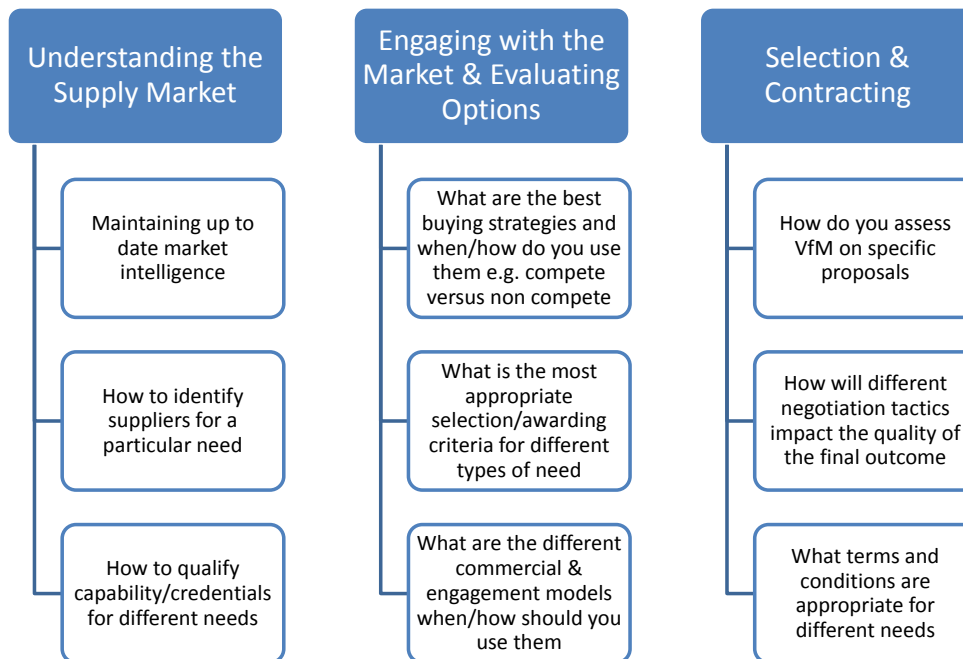 Understanding the
Supply Market
Maintaining up to
date market
intelligence
How to identify
suppliers for a
particular need
How to qualify
capability/credentials
for different needs
Engaging with the
Market & Evaluating
Options
What are the best
buying strategies and
when/how do you use
them e.g. compete
versus non compete
What is the most
appropriate
selection/awarding
criteria for different
types of need
What are the different
commercial &
engagement models
when/how should you
use them
Selection &
Contracting
How do you assess
VfM on specific
proposals
How will different
negotiation tactics
impact the quality of
the final outcome
What terms and
conditions are
appropriate for
different needs